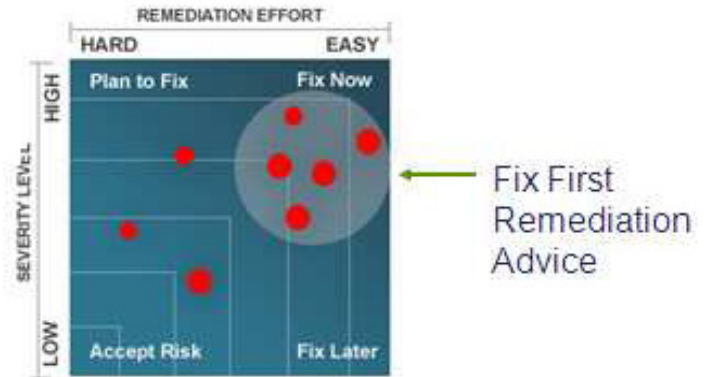 REMEDIATION EFFORT
HARD EASY
Plan to Fix Fix Now
HIGH
SEVERITY LEVEL
LOW
Accept Risk Fix Later
Fix First
Remediation
Advice